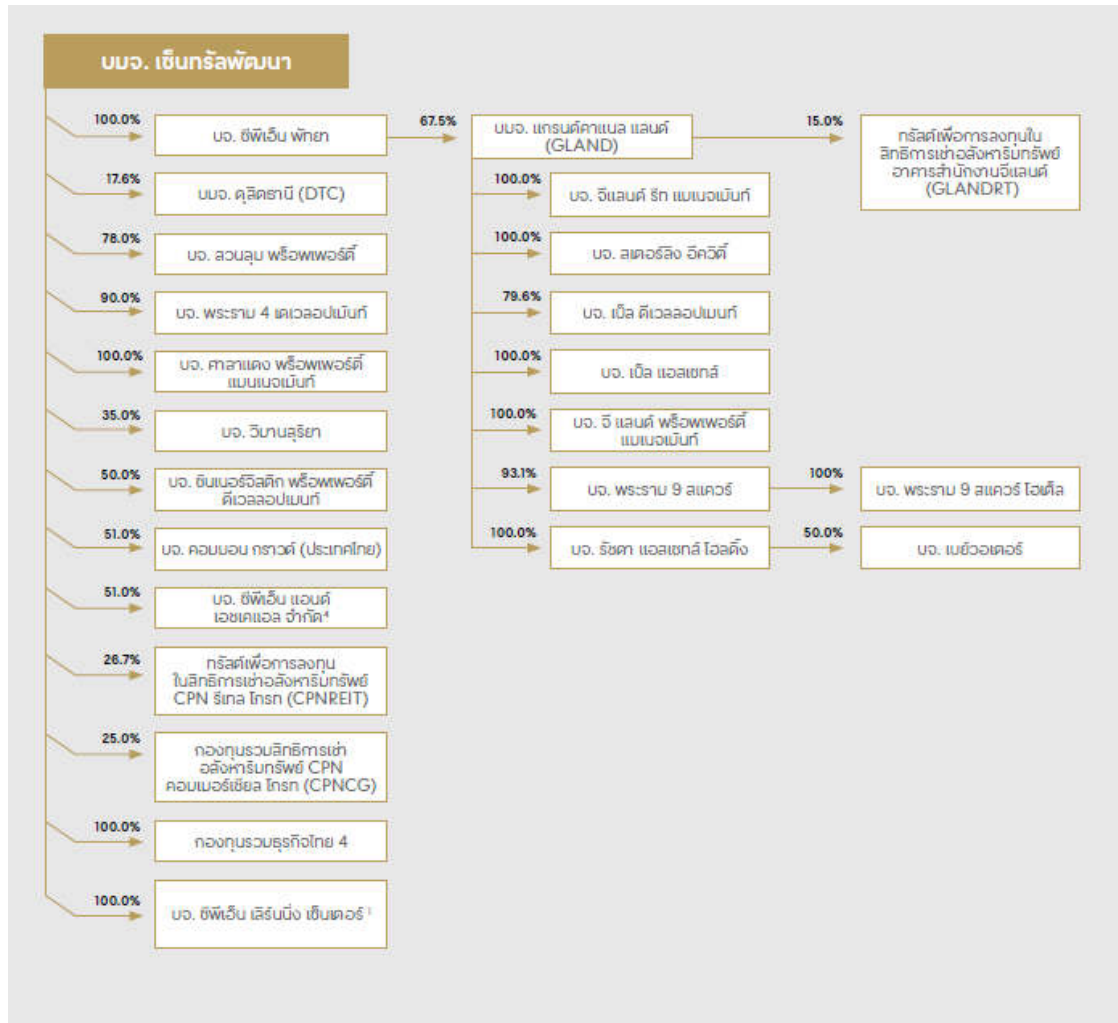 บมจ. เซ็นทรัลพัฒนา
100.0%
บจ. ซีพีเอ็น พัทยา
67.5%
บมจ. แกรนด์คาแนล แลนด์
(GLAND)
15.0%
ทรัสต์เพื่อการลงทุนใน
สิทธิการเช่าอสังหาริมทรัพย์
อาคารสำนักงานจีแลนด์
(GLANDRT)
17.6%
บมจ. ดุสิตธานี (DTC)
78.0%
บจ. สวนลุม พร็อพเพอร์ตี้
90.0%
บจ. พระราม 4 เดเวลอปเม้นท์
100.0%
บจ. ศาลาแดง พร็อพเพอร์ตี้
แมนเนจเม้นท์
35.0%
บจ. วิมานสุริยา
50.0%
บจ. ซินเนอร์จิสติก พร็อพเพอร์ตี้
ดีเวลลอปเมนท์
51.0%
บจ. คอมมอน กราวด์ (ประเทศไทย)
51.0%
บจ. ซีพีเอ็น แอนด์
เอชเคแอล จำกัด⁴
26.7%
ทรัสต์เพื่อการลงทุน
ในสิทธิการเช่าอสังหาริมทรัพย์
CPN รีเทล โกรท (CPNREIT)
25.0%
กองทุนรวมสิทธิการเช่า
อสังหาริมทรัพย์ CPN
คอมเมอร์เชียล โกรท (CPNCG)
100.0%
กองทุนรวมธุรกิจไทย 4
100.0%
บจ. ซีพีเอ็น เลิร์นนิ่ง เซ็นเตอร์ ¹
100.0%
บจ. จีแลนด์ รีท แมเนจเม้นท์
100.0%
บจ. สเตอร์ลิง อีควิตี้
79.6%
บจ. เบ็ล ดีเวลลอปเมนท์
100.0%
บจ. เบ็ล แอสเซทส์
100.0%
บจ. จี แลนด์ พร็อพเพอร์ตี้
แมเนจเม้นท์
93.1%
บจ. พระราม 9 สแควร์
100%
บจ. พระราม 9 สแควร์ โฮเต็ล
100.0%
บจ. รัชดา แอสเซทส์ โฮลดิ้ง
50.0%
บจ. เบย์วอเตอร์